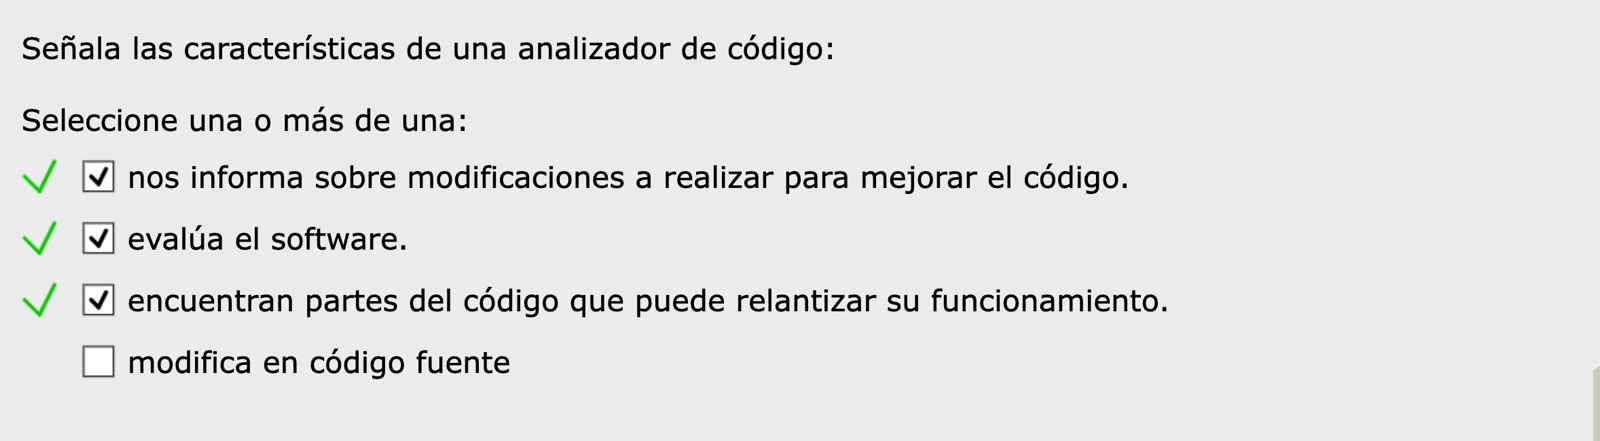 Señala las características de una analizador de código:
Seleccione una o más de una:
nos informa sobre modificaciones a realizar para mejorar el código.
evalúa el software.
encuentran partes del código que puede relantizar su funcionamiento.
modifica en código fuente